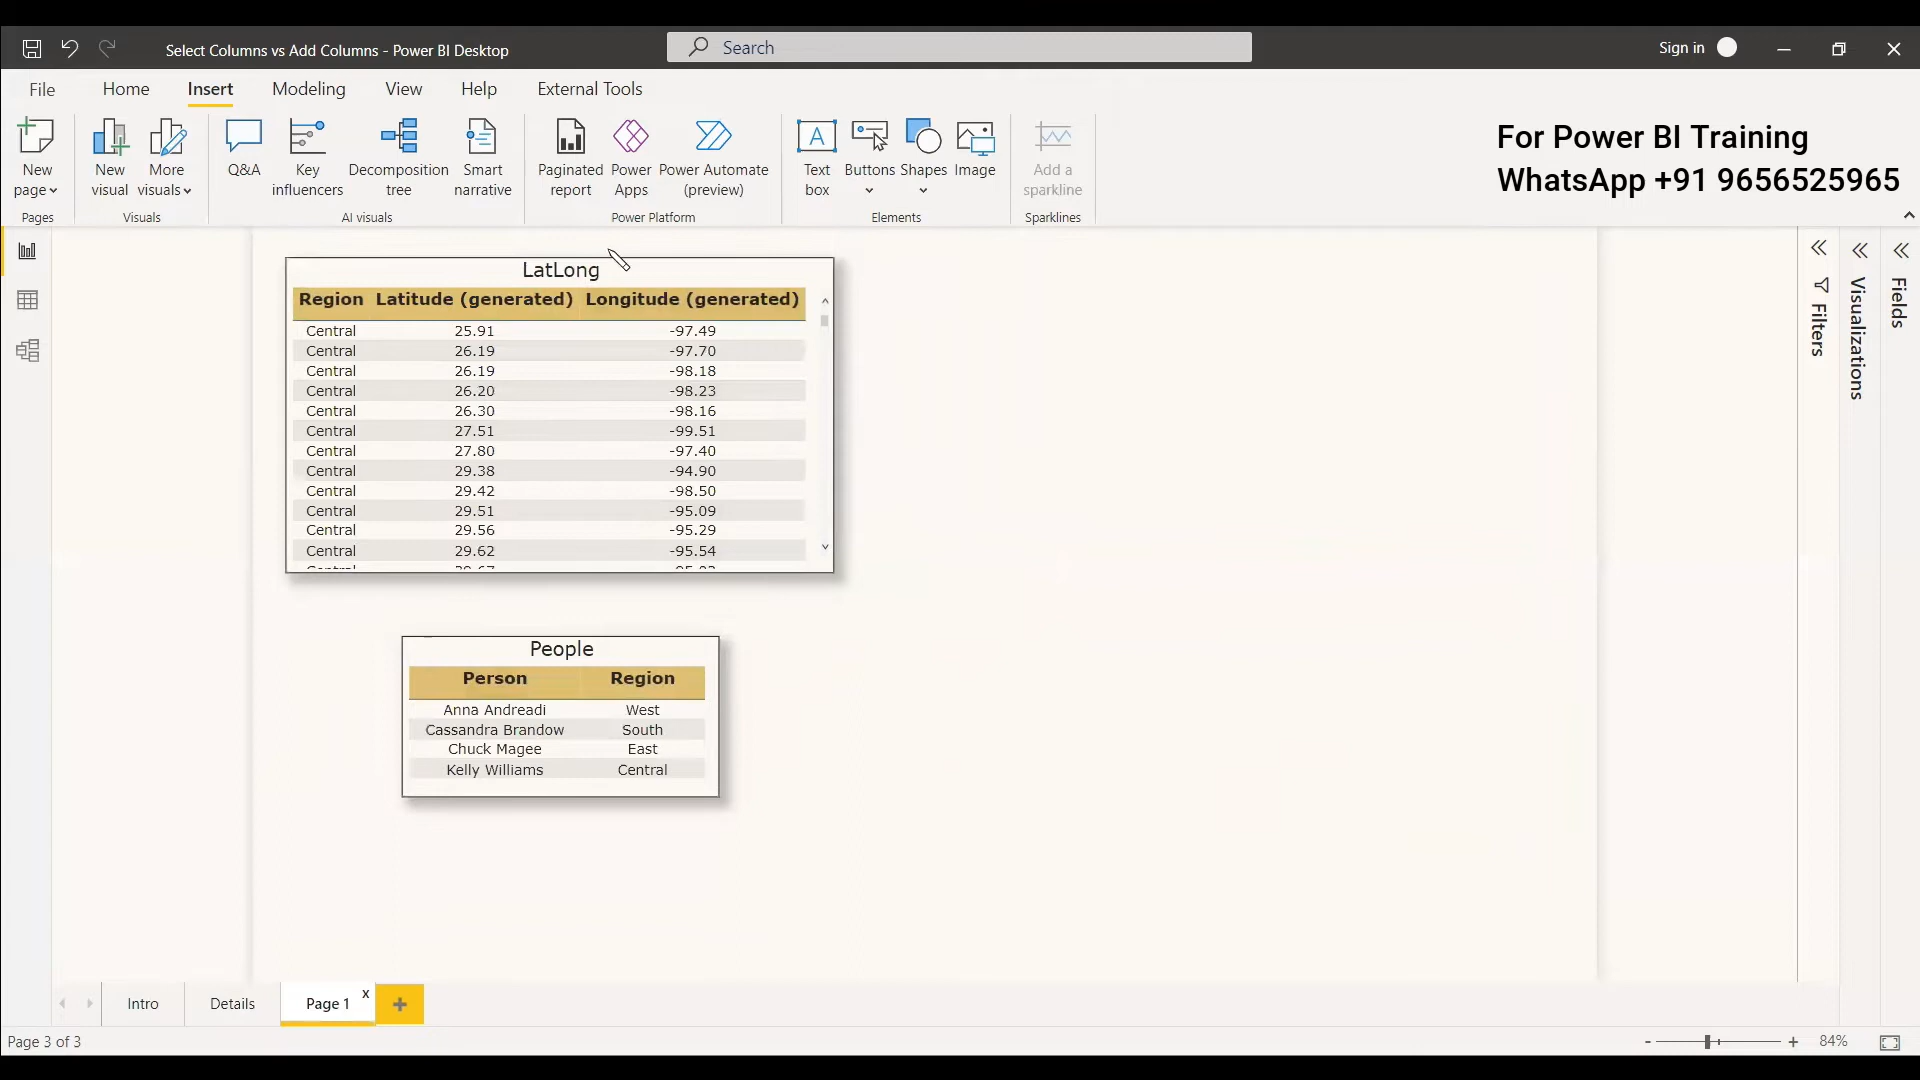 Select Columns vs Add Columns - Power BI Desktop
Search
Sign in
File
Home
Insert
Modeling
View
Help
External Tools
New page
New visual
More visuals
Q&A
Key influencers
Decomposition tree
Smart narrative
Paginated report
Power Apps
Power Automate (preview)
Text box
Buttons
Shapes
Image
Add a sparkline
Pages
Visuals
AI visuals
Power Platform
Elements
Sparklines
For Power BI Training
WhatsApp +91 9656525965
LatLong
Region Latitude (generated) Longitude (generated)
Central 25.91 -97.49
Central 26.19 -97.70
Central 26.19 -98.18
Central 26.20 -98.23
Central 26.30 -98.16
Central 27.51 -99.51
Central 27.80 -97.40
Central 29.38 -94.90
Central 29.42 -98.50
Central 29.51 -95.09
Central 29.56 -95.29
Central 29.62 -95.54
People
Person Region
Anna Andreadi West
Cassandra Brandow South
Chuck Magee East
Kelly Williams Central
Filters
Visualizations
Fields
Intro
Details
Page 1
x
Page 3 of 3
84%